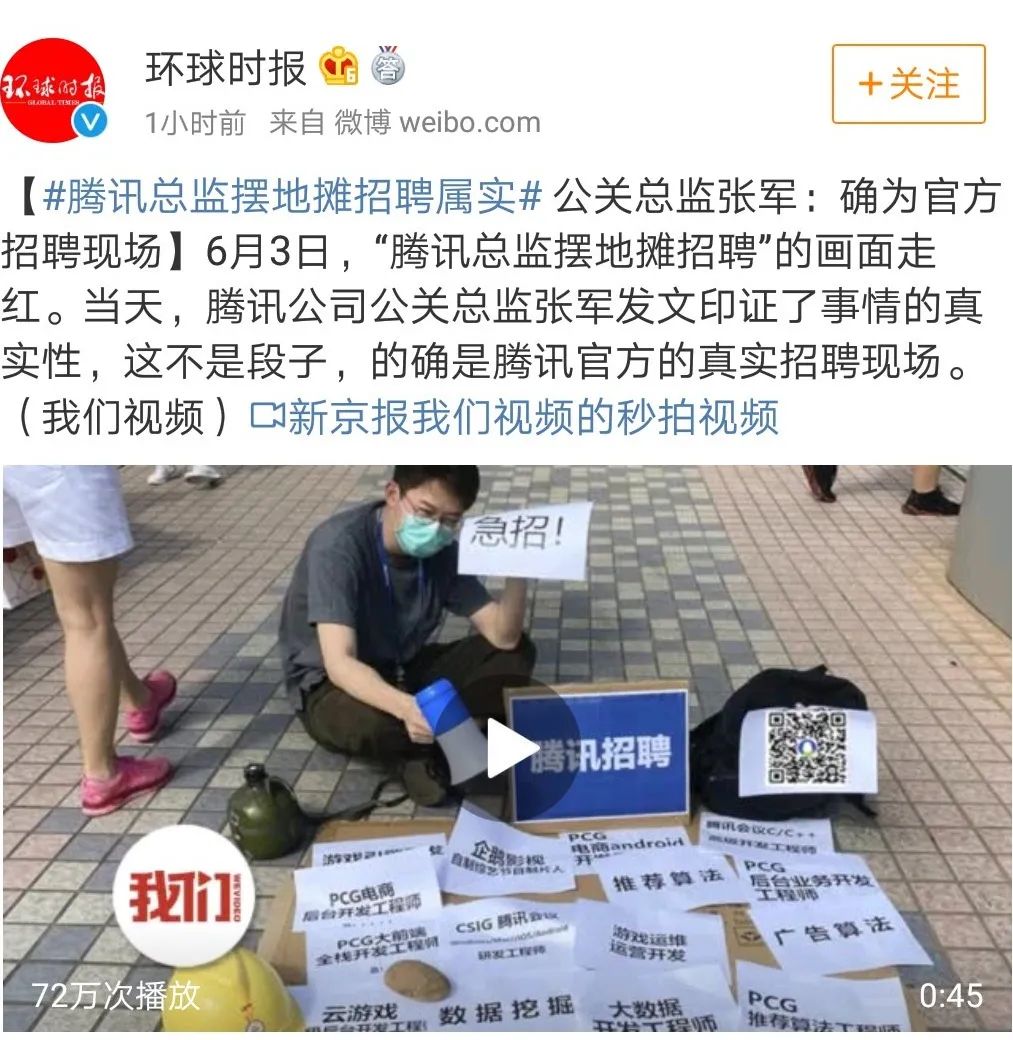 环球时报
环球时报
GLOBAL TIMES
1小时前 来自 微博 weibo.com
+关注
【#腾讯总监摆地摊招聘属实# 公关总监张军：确为官方
招聘现场】6月3日，“腾讯总监摆地摊招聘”的画面走
红。当天，腾讯公司公关总监张军发文印证了事情的真
实性，这不是段子，的确是腾讯官方的真实招聘现场。
（我们视频）新京报我们视频的秒拍视频
急招！
腾讯招聘
腾讯会议C/C++
高级开发工程师
企鹅影视
自制综艺节目制片人
PCG
电商android
推荐算法
PCG
后台业务开发
工程师
PCG电商
后台开发工程师
CSIG 腾讯会议
Windows/MacIOS/Android
研发工程师
PCG大前端
全栈开发工程师
游戏运维
运营开发
广告算法
云游戏
后台开发工程
数据挖掘
大数据
开发工程师
PCG
推荐算法工程师
我们
WEVIDEO
72万次播放
0:45